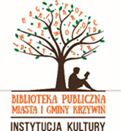 BIBLIOTEKA PUBLICZNA
MIASTA I GMINY KRZYWIŃ
INSTYTUCJA KULTURY